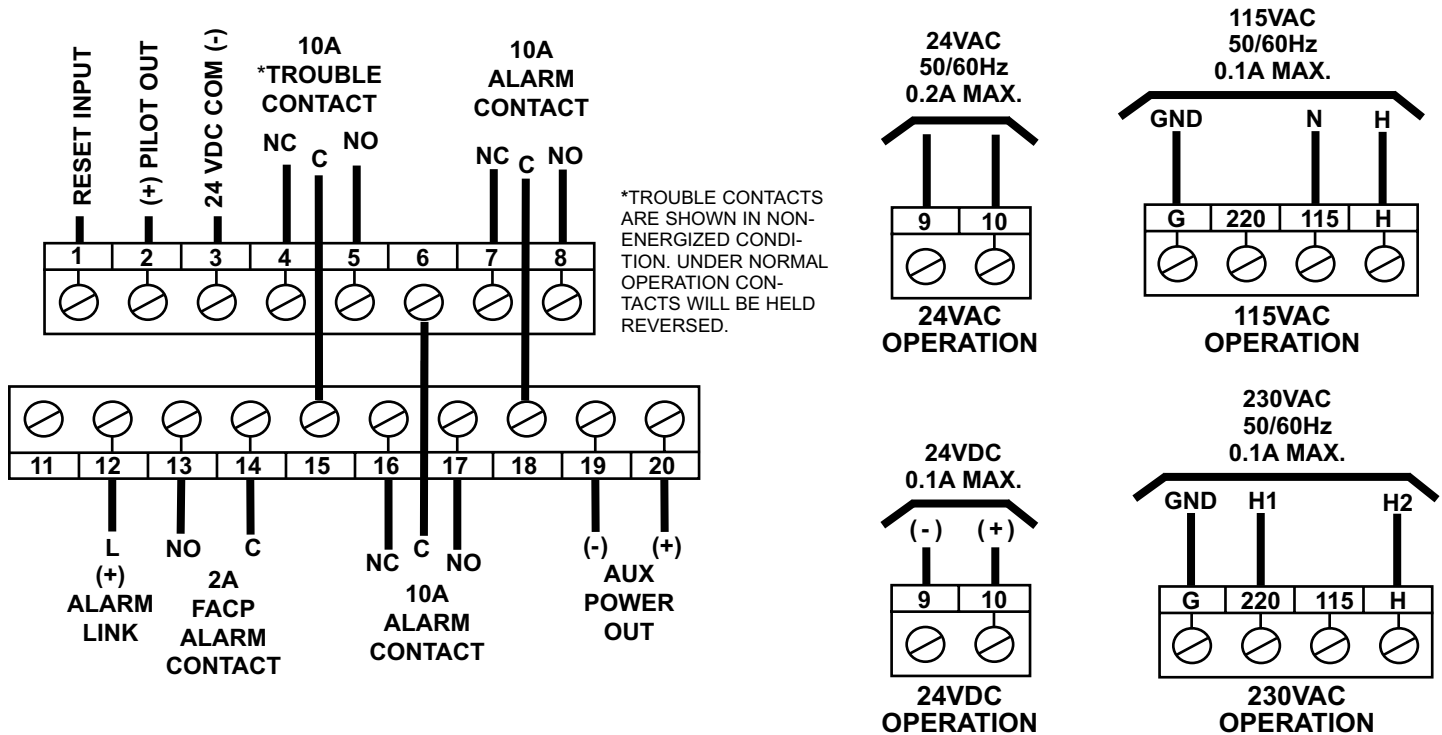 RESET INPUT
(+) PILOT OUT
24 VDC COM (-)
10A
*TROUBLE
CONTACT
NC C NO
10A
ALARM
CONTACT
NC C NO
1 2 3 4 5 6 7 8
*TROUBLE CONTACTS
ARE SHOWN IN NON-
ENERGIZED CONDI-
TION. UNDER NORMAL
OPERATION CON-
TACTS WILL BE HELD
REVERSED.
11 12 13 14 15 16 17 18 19 20
L
(+)
ALARM
LINK
NO C
2A
FACP
ALARM
CONTACT
NC C NO
10A
ALARM
CONTACT
(-) (+)
AUX
POWER
OUT
24VAC
50/60Hz
0.2A MAX.
9 10
24VAC
OPERATION
115VAC
50/60Hz
0.1A MAX.
GND N H
G 220 115 H
115VAC
OPERATION
24VDC
0.1A MAX.
(-) (+)
9 10
24VDC
OPERATION
230VAC
50/60Hz
0.1A MAX.
GND H1 H2
G 220 115 H
230VAC
OPERATION